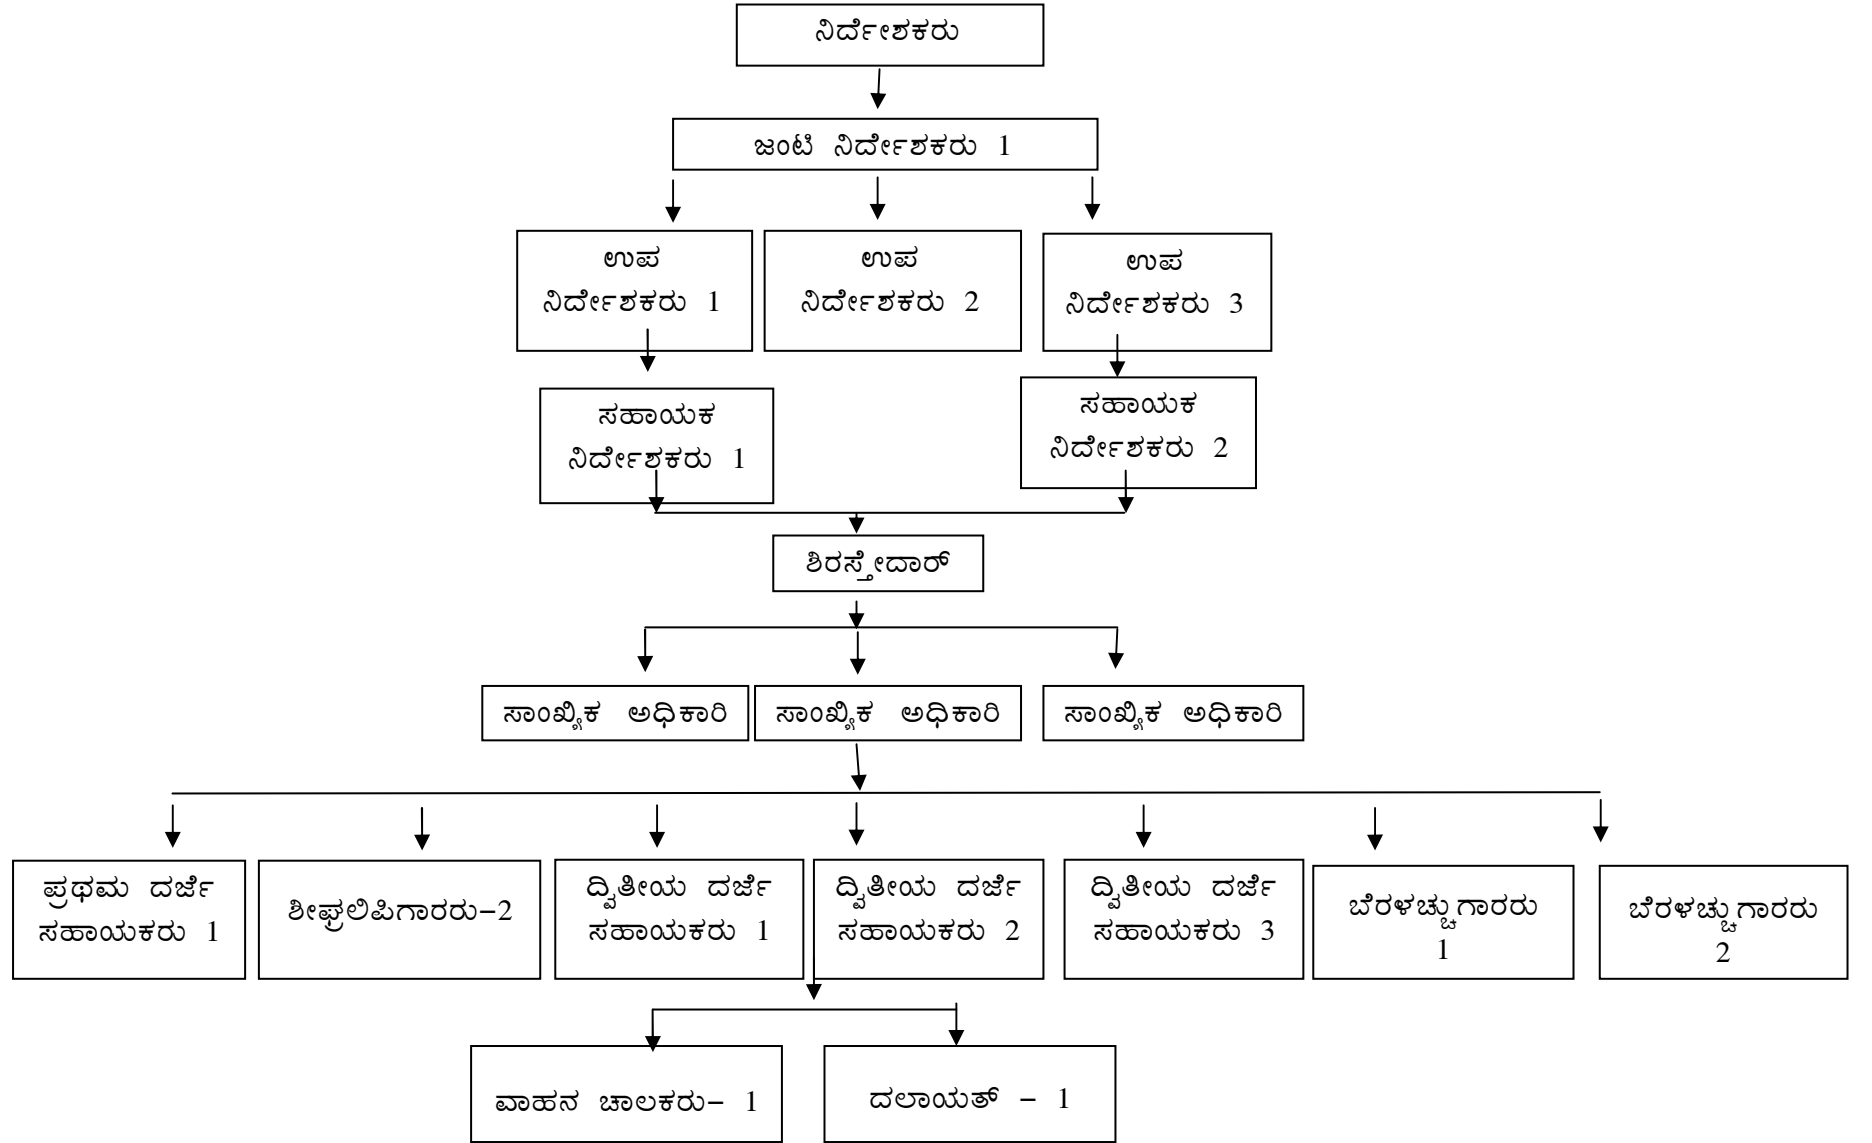 ನಿರ್ದೇಶಕರು
ಜಂಟಿ ನಿರ್ದೇಶಕರು 1
ಉಪ
ನಿರ್ದೇಶಕರು 1
ಉಪ
ನಿರ್ದೇಶಕರು 2
ಉಪ
ನಿರ್ದೇಶಕರು 3
ಸಹಾಯಕ
ನಿರ್ದೇಶಕರು 1
ಸಹಾಯಕ
ನಿರ್ದೇಶಕರು 2
ಶಿರಸ್ತೇದಾರ್
ಸಾಂಖ್ಯಿಕ ಅಧಿಕಾರಿ
ಸಾಂಖ್ಯಿಕ ಅಧಿಕಾರಿ
ಸಾಂಖ್ಯಿಕ ಅಧಿಕಾರಿ
ಪ್ರಥಮ ದರ್ಜೆ
ಸಹಾಯಕರು 1
ಶೀಘ್ರಲಿಪಿಗಾರರು–2
ದ್ವಿತೀಯ ದರ್ಜೆ
ಸಹಾಯಕರು 1
ದ್ವಿತೀಯ ದರ್ಜೆ
ಸಹಾಯಕರು 2
ದ್ವಿತೀಯ ದರ್ಜೆ
ಸಹಾಯಕರು 3
ಬೆರಳಚ್ಚುಗಾರರು
1
ಬೆರಳಚ್ಚುಗಾರರು
2
ವಾಹನ ಚಾಲಕರು– 1
ದಲಾಯತ್ – 1